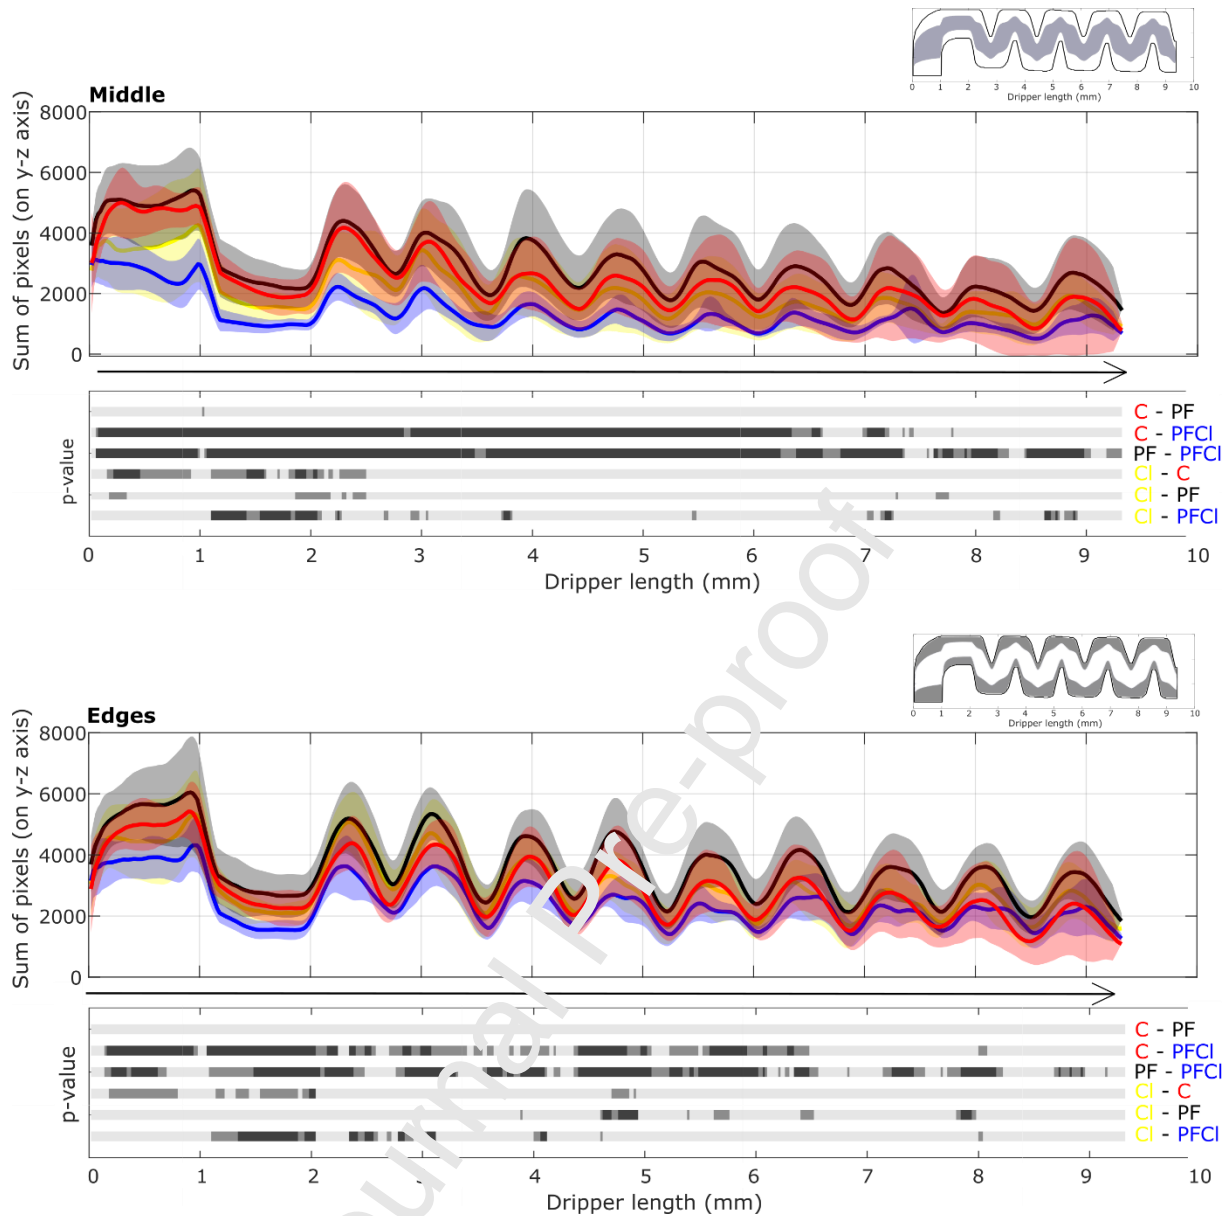 0 1 2 3 4 5 6 7 8 9 10
Dripper length (mm)
Middle
Sum of pixels (on y-z axis)
8000
6000
4000
2000
0
p-value
C - PF
C - PFCl
PF - PFCl
Cl - C
Cl - PF
Cl - PFCl
0 1 2 3 4 5 6 7 8 9 10
Dripper length (mm)
0 1 2 3 4 5 6 7 8 9 10
Dripper length (mm)
Edges
Sum of pixels (on y-z axis)
8000
6000
4000
2000
0
p-value
C - PF
C - PFCl
PF - PFCl
Cl - C
Cl - PF
Cl - PFCl
0 1 2 3 4 5 6 7 8 9 10
Dripper length (mm)
ournal Pre-proof